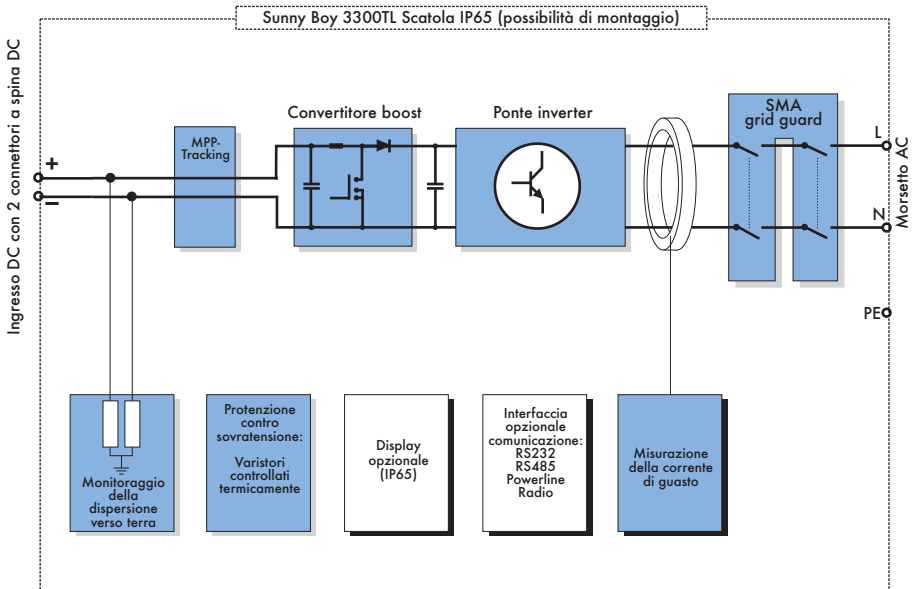 Sunny Boy 3300TL Scatola IP65 (possibilità di montaggio)
Ingresso DC con 2 connettori a spina DC
+
–
MPP-
Tracking
Convertitore boost
Ponte inverter
SMA
grid guard
L
N
PE
Morsetto AC
Monitoraggio
della
dispersione
verso terra
Protenzione
contro
sovratensione:
Varistori
controllati
termicamente
Display
opzionale
(IP65)
Interfaccia
opzionale
comunicazione:
RS232
RS485
Powerline
Radio
Misurazione
della corrente
di guasto